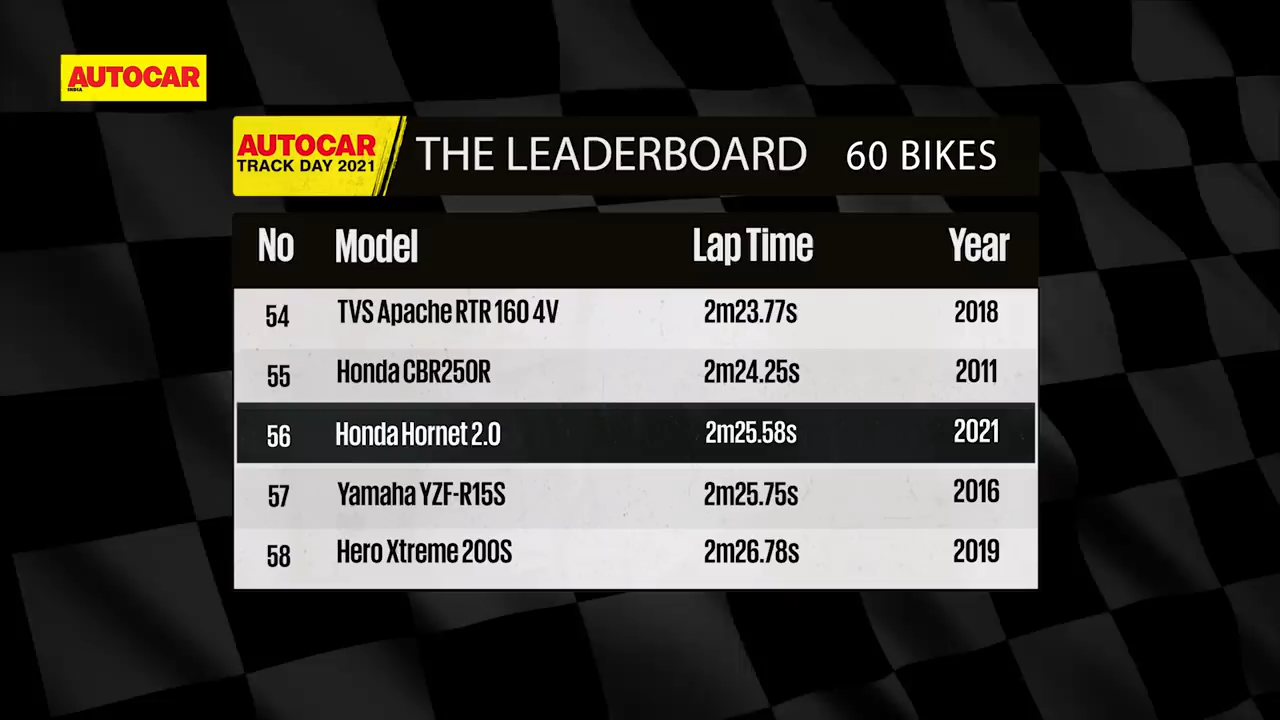 AUTOCAR
INDIA
AUTOCAR
TRACK DAY 2021
THE LEADERBOARD 60 BIKES
No Model Lap Time Year
54 TVS Apache RTR 160 4V 2m23.77s 2018
55 Honda CBR250R 2m24.25s 2011
56 Honda Hornet 2.0 2m25.58s 2021
57 Yamaha YZF-R15S 2m25.75s 2016
58 Hero Xtreme 200S 2m26.78s 2019